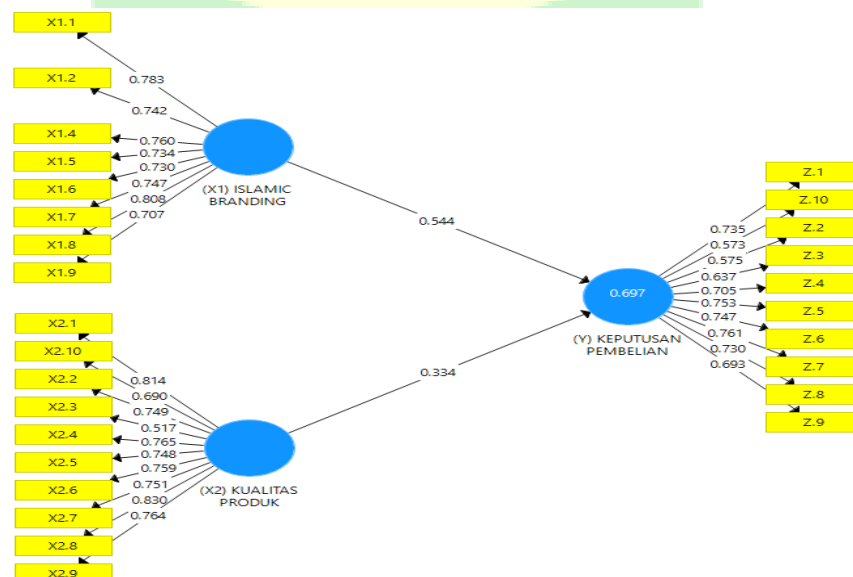 X1.1
X1.2
X1.4
X1.5
X1.6
X1.7
X1.8
X1.9
0.783
0.742
0.760
0.734
0.730
0.747
0.808
0.707
(X1) ISLAMIC
BRANDING
0.544
X2.1
X2.10
X2.2
X2.3
X2.4
X2.5
X2.6
X2.7
X2.8
X2.9
0.814
0.690
0.749
0.517
0.765
0.748
0.759
0.751
0.830
0.764
(X2) KUALITAS
PRODUK
0.334
0.697
(Y) KEPUTUSAN
PEMBELIAN
0.735
0.573
0.575
0.637
0.705
0.753
0.747
0.761
0.730
0.693
Z.1
Z.10
Z.2
Z.3
Z.4
Z.5
Z.6
Z.7
Z.8
Z.9